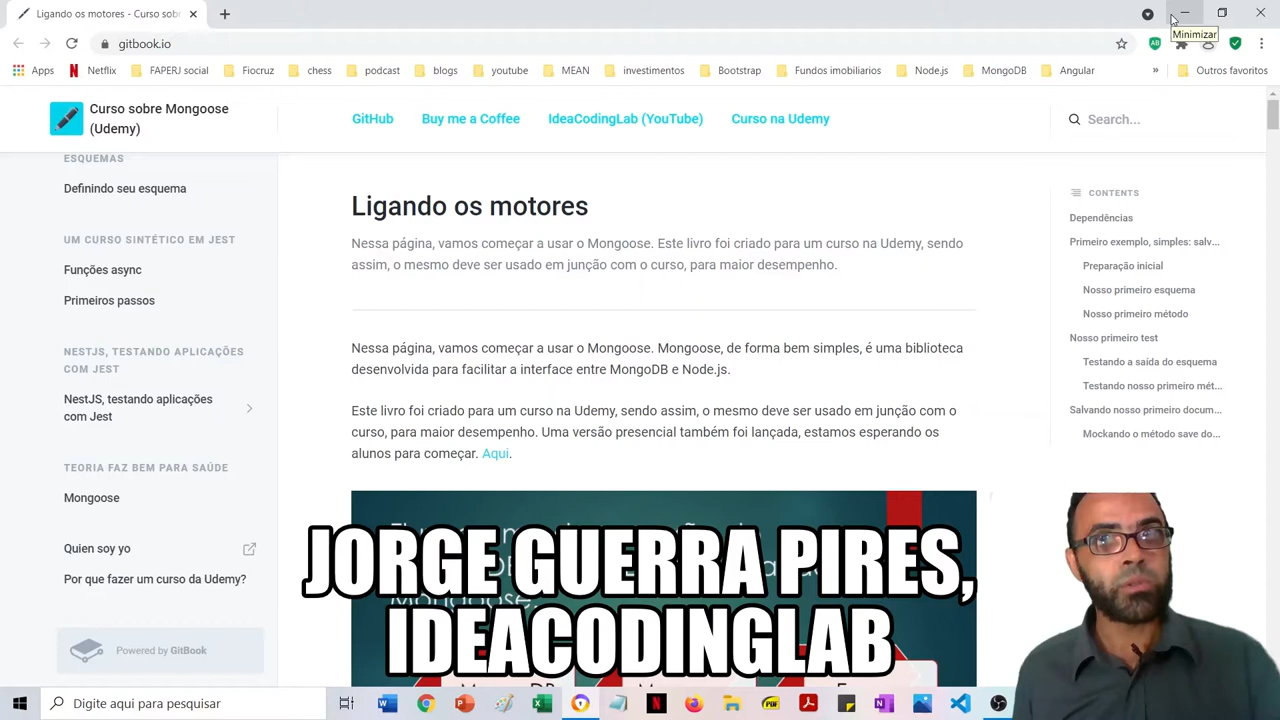 Ligando os motores - Curso sob
Minimizar
gitbook.io
Apps
Netflix
FAPERJ social
Fiocruz
chess
podcast
blogs
youtube
MEAN
investimentos
Bootstrap
Fundos imobiliarios
Node.js
MongoDB
Angular
»
Outros favoritos
Curso sobre Mongoose
(Udemy)
GitHub
Buy me a Coffee
IdeaCodingLab (YouTube)
Curso na Udemy
Search...
ESQUEMAS
Definindo seu esquema
UM CURSO SINTÉTICO EM JEST
Funções async
Primeiros passos
NESTJS, TESTANDO APLICAÇÕES
COM JEST
NestJS, testando aplicações
com Jest
TEORIA FAZ BEM PARA SAÚDE
Mongoose
Quien soy yo
Por que fazer um curso da Udemy?
Powered by GitBook
Ligando os motores
Nessa página, vamos começar a usar o Mongoose. Este livro foi criado para um curso na Udemy, sendo
assim, o mesmo deve ser usado em junção com o curso, para maior desempenho.
Nessa página, vamos começar a usar o Mongoose. Mongoose, de forma bem simples, é uma biblioteca
desenvolvida para facilitar a interface entre MongoDB e Node.js.
Este livro foi criado para um curso na Udemy, sendo assim, o mesmo deve ser usado em junção com o
curso, para maior desempenho. Uma versão presencial também foi lançada, estamos esperando os
alunos para começar. Aqui.
CONTENTS
Dependências
Primeiro exemplo, simples: salv...
Preparação inicial
Nosso primeiro esquema
Nosso primeiro método
Nosso primeiro test
Testando a saída do esquema
Testando nosso primeiro mét...
Salvando nosso primeiro docum...
Mockando o método save do...
JORGE GUERRA PIRES,
IDEACODINGLAB
Digite aqui para pesquisar